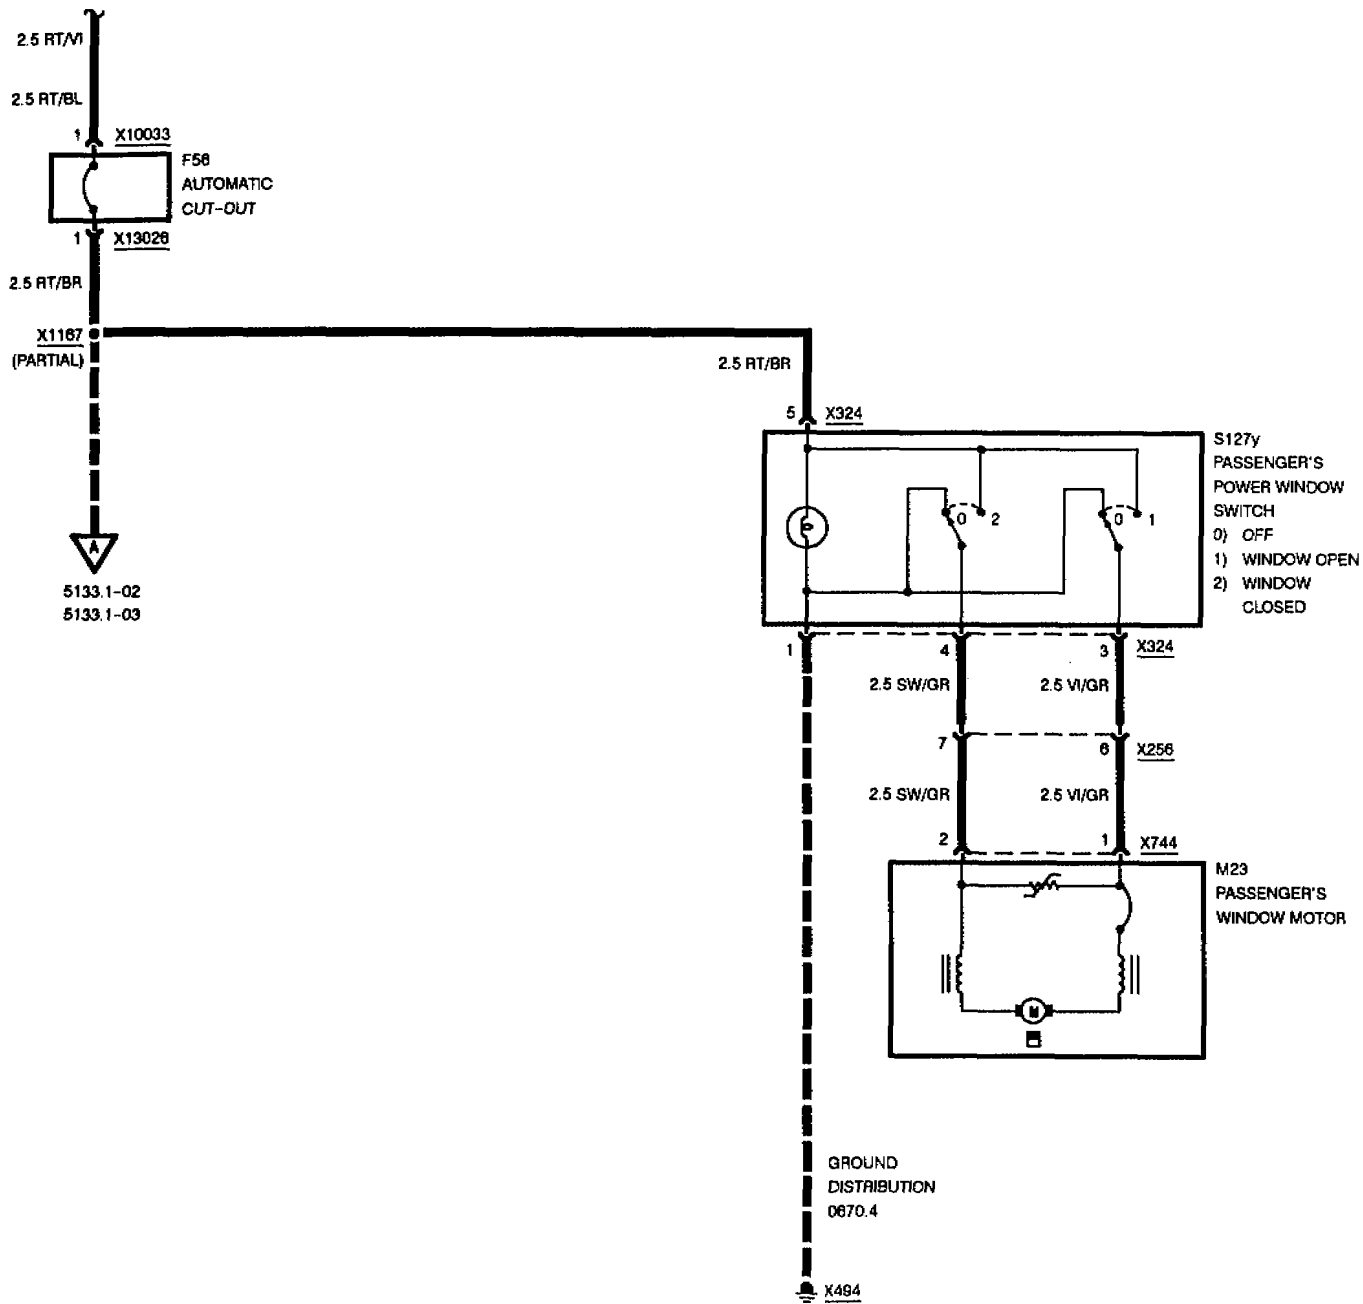 2.5 RT/VI
2.5 RT/BL
1 X10033
F56
AUTOMATIC
CUT-OUT
1 X13026
2.5 RT/BR
X1167
(PARTIAL)
2.5 RT/BR
5 X324
S127y
PASSENGER'S
POWER WINDOW
SWITCH
0) OFF
1) WINDOW OPEN
2) WINDOW
CLOSED
0 2 0 1
A
5133.1-02
5133.1-03
1 4 3 X324
2.5 SW/GR 2.5 VI/GR
7 6 X256
2.5 SW/GR 2.5 VI/GR
2 1 X744
M23
PASSENGER'S
WINDOW MOTOR
M
GROUND
DISTRIBUTION
0670.4
X494